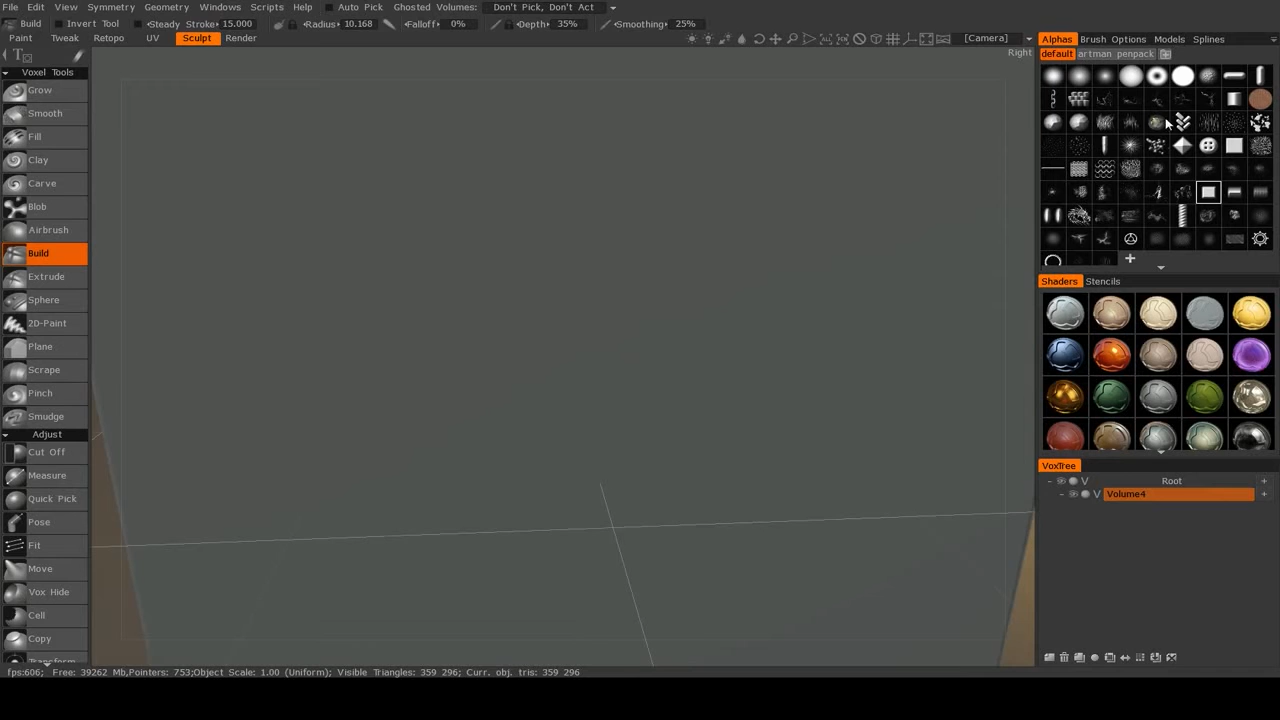 File Edit View Symmetry Geometry Windows Scripts Help Auto Pick Ghosted Volumes: Don't Pick, Don't Act
Build Invert Tool Steady Stroke 15.000 Radius 10.168 Falloff 0% Depth 35% Smoothing 25%
Paint Tweak Retopo UV Sculpt Render [Camera] Alphas Brush Options Models Splines
Right default artman penpack
Voxel Tools
Grow
Smooth
Fill
Clay
Carve
Blob
Airbrush
Build
Extrude
Sphere
2D-Paint
Plane
Scrape
Pinch
Smudge
Adjust
Cut Off
Measure
Quick Pick
Pose
Fit
Move
Vox Hide
Cell
Copy
Shaders Stencils
VoxTree
V Root
V Volume4
fps:606; Free: 39262 Mb,Pointers: 753;Object Scale: 1.00 (Uniform); Visible Triangles: 359 296; Curr. obj. tris: 359 296;